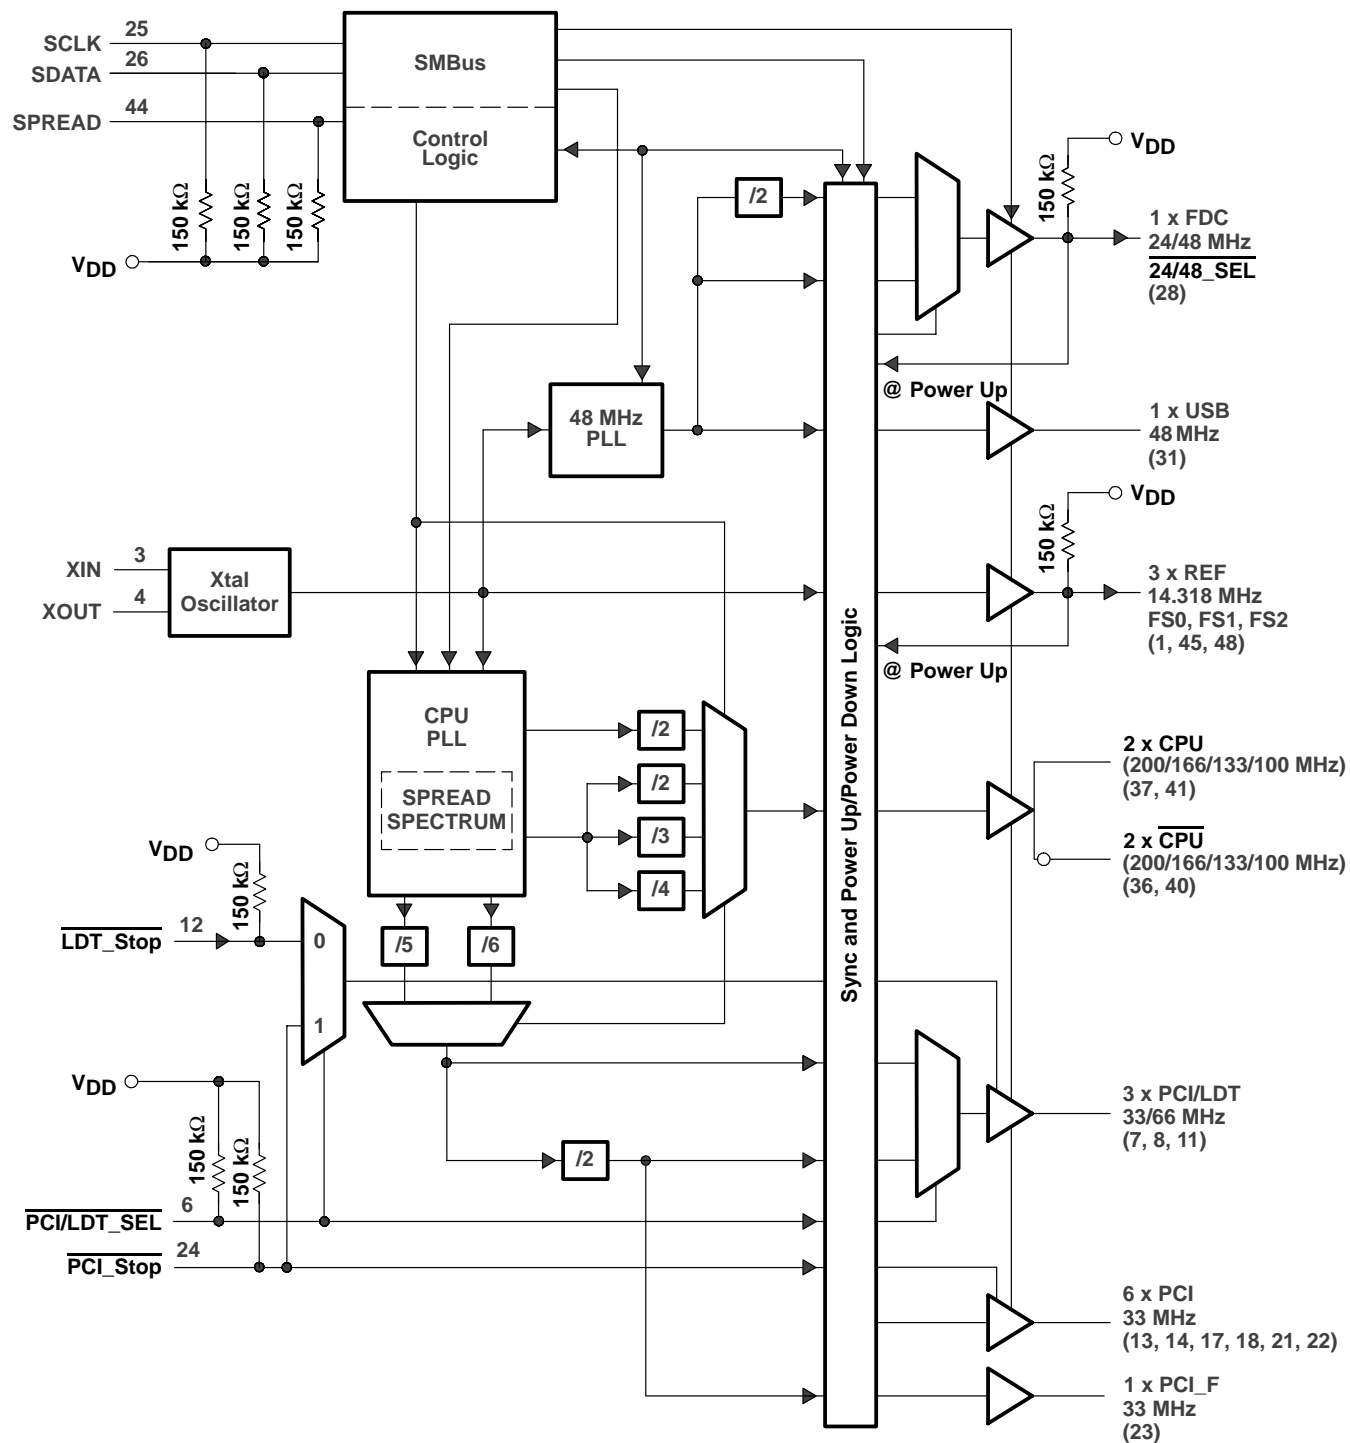 25
SCLK
26
SDATA
44
SPREAD
SMBus
Control
Logic
150 kΩ
150 kΩ
150 kΩ
VDD
/2
150 kΩ
VDD
1 x FDC
24/48 MHz
24/48_SEL
(28)
@ Power Up
48 MHz
PLL
1 x USB
48 MHz
(31)
VDD
150 kΩ
3
XIN
4
XOUT
Xtal
Oscillator
3 x REF
14.318 MHz
FS0, FS1, FS2
(1, 45, 48)
@ Power Up
Sync and Power Up/Power Down Logic
CPU
PLL
SPREAD
SPECTRUM
/2
/2
/3
/4
2 x CPU
(200/166/133/100 MHz)
(37, 41)
2 x CPU
(200/166/133/100 MHz)
(36, 40)
VDD
150 kΩ
12
LDT_Stop
0
1
/5
/6
VDD
150 kΩ
150 kΩ
/2
3 x PCI/LDT
33/66 MHz
(7, 8, 11)
6
PCI/LDT_SEL
24
PCI_Stop
6 x PCI
33 MHz
(13, 14, 17, 18, 21, 22)
1 x PCI_F
33 MHz
(23)